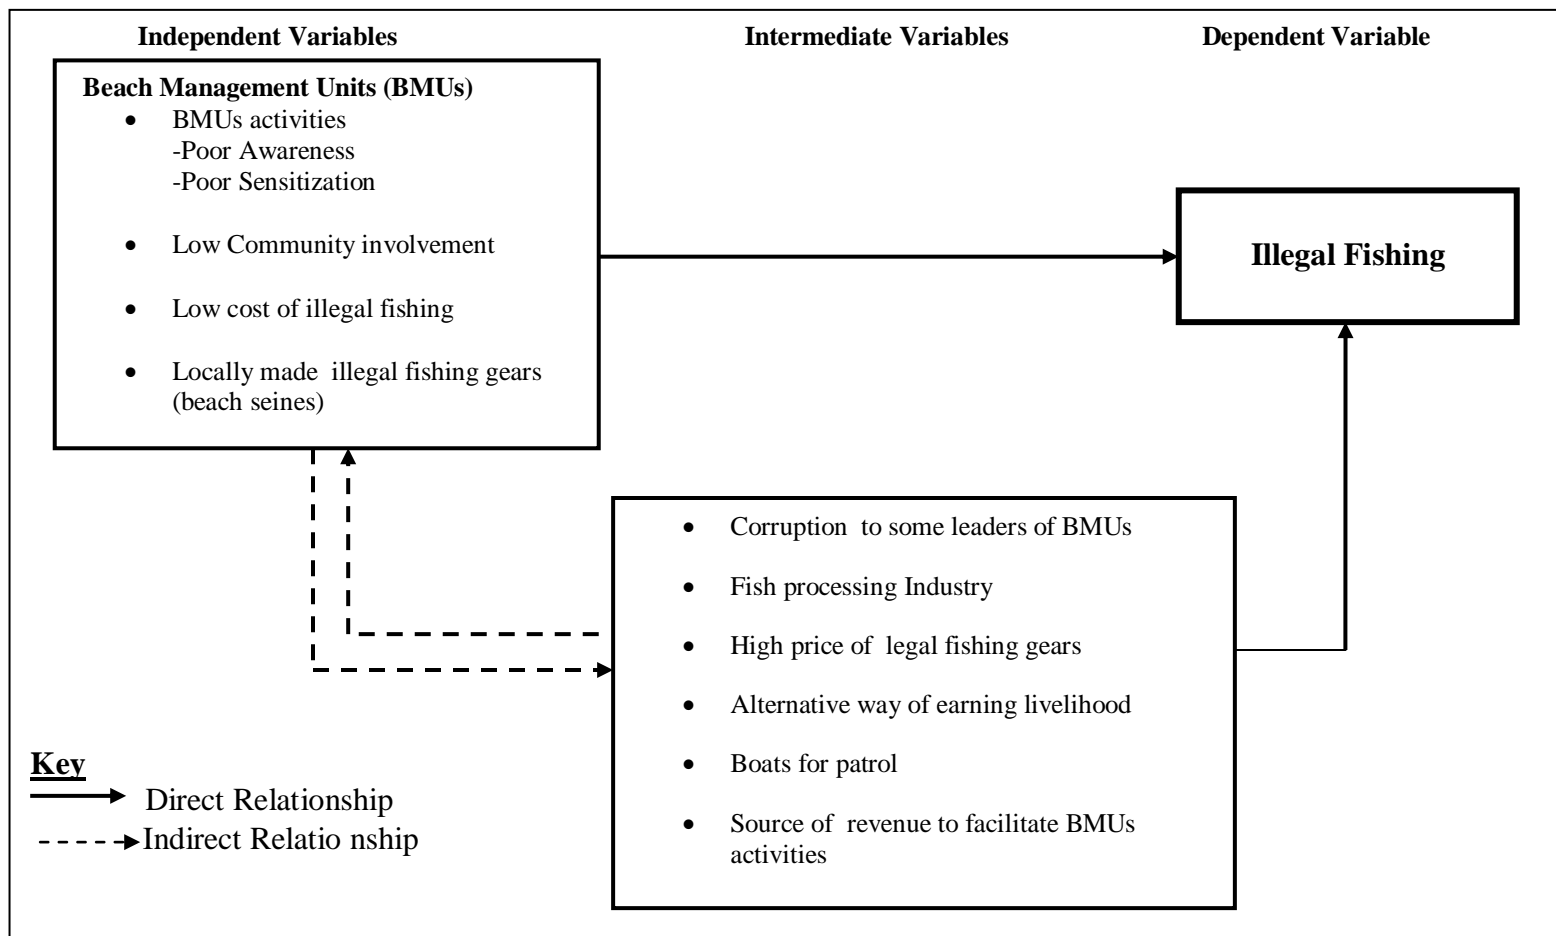 Independent Variables
Intermediate Variables
Dependent Variable
Beach Management Units (BMUs)
• BMUs activities
-Poor Awareness
-Poor Sensitization
• Low Community involvement
• Low cost of illegal fishing
• Locally made illegal fishing gears
(beach seines)
Illegal Fishing
• Corruption to some leaders of BMUs
• Fish processing Industry
• High price of legal fishing gears
• Alternative way of earning livelihood
• Boats for patrol
• Source of revenue to facilitate BMUs
activities
Key
Direct Relationship
Indirect Relatio nship